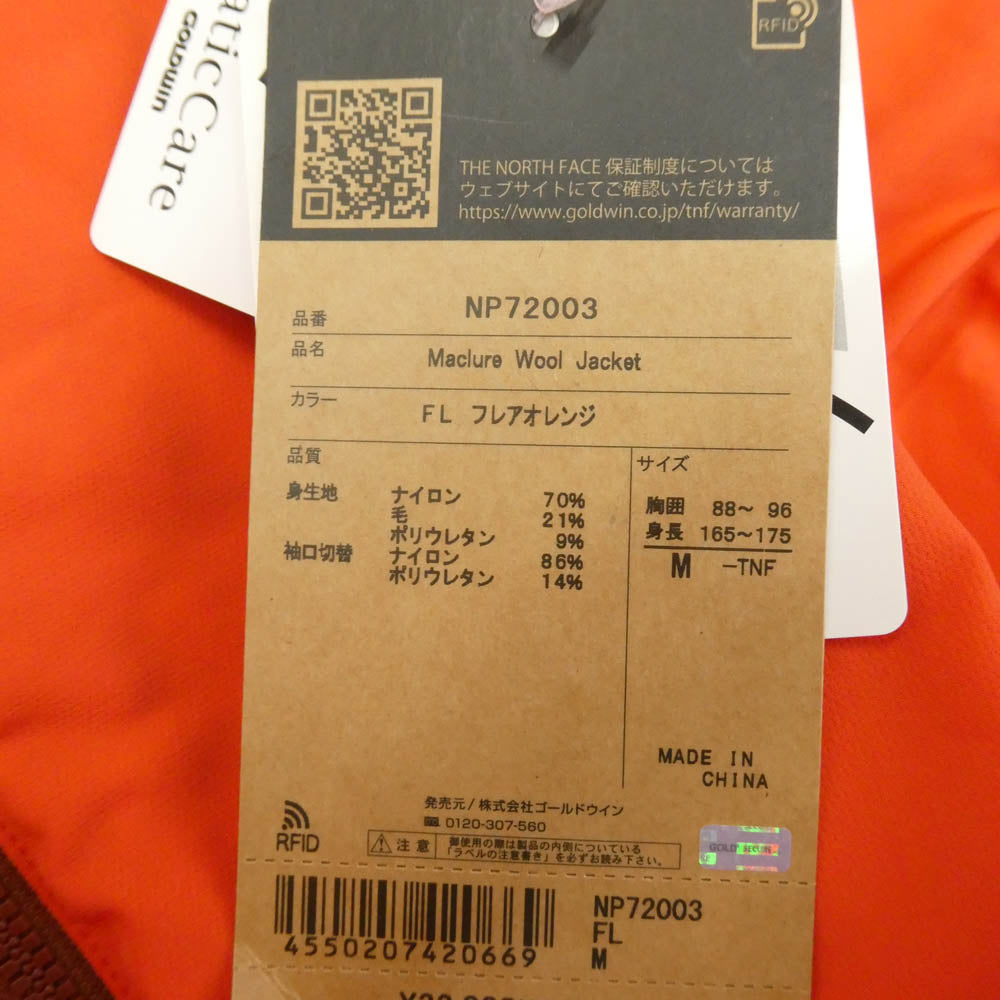 RFID
GOLDWIN
aticCare
THE NORTH FACE 保証制度については
ウェブサイトにてご確認いただけます。
https://www.goldwin.co.jp/tnf/warranty/
品番 NP72003
品名 Maclure Wool Jacket
カラー FL フレアオレンジ
品質
身生地 ナイロン 70%
毛 21%
ポリウレタン 9%
袖口切替 ナイロン 86%
ポリウレタン 14%
サイズ
胸囲 88〜 96
身長 165〜175
M -TNF
MADE IN
CHINA
発売元/株式会社ゴールドウイン
0120-307-560
RFID
注意 御使用の際は製品の内側についている
「ラベルの注意書き」を必ずお読み下さい。
GOLD SECURE
SE
4550207420669
NP72003
FL
M